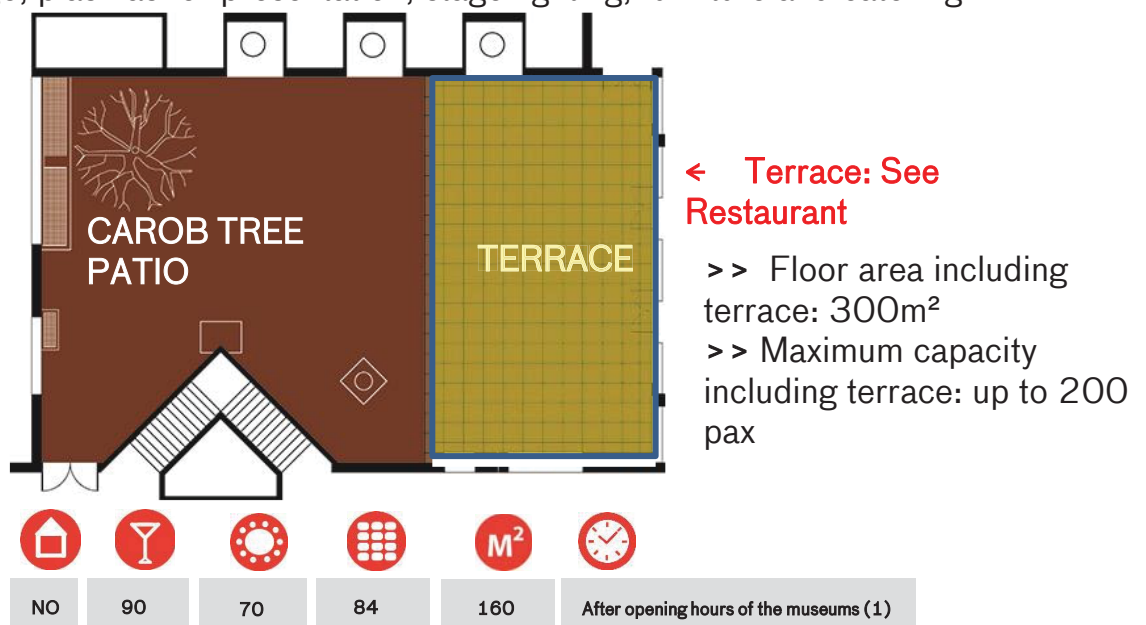 CAROB TREE
PATIO
TERRACE
← Terrace: See
Restaurant
>> Floor area including
terrace: 300m²
>> Maximum capacity
including terrace: up to 200
pax
M²
NO 90 70 84 160 After opening hours of the museums (1)